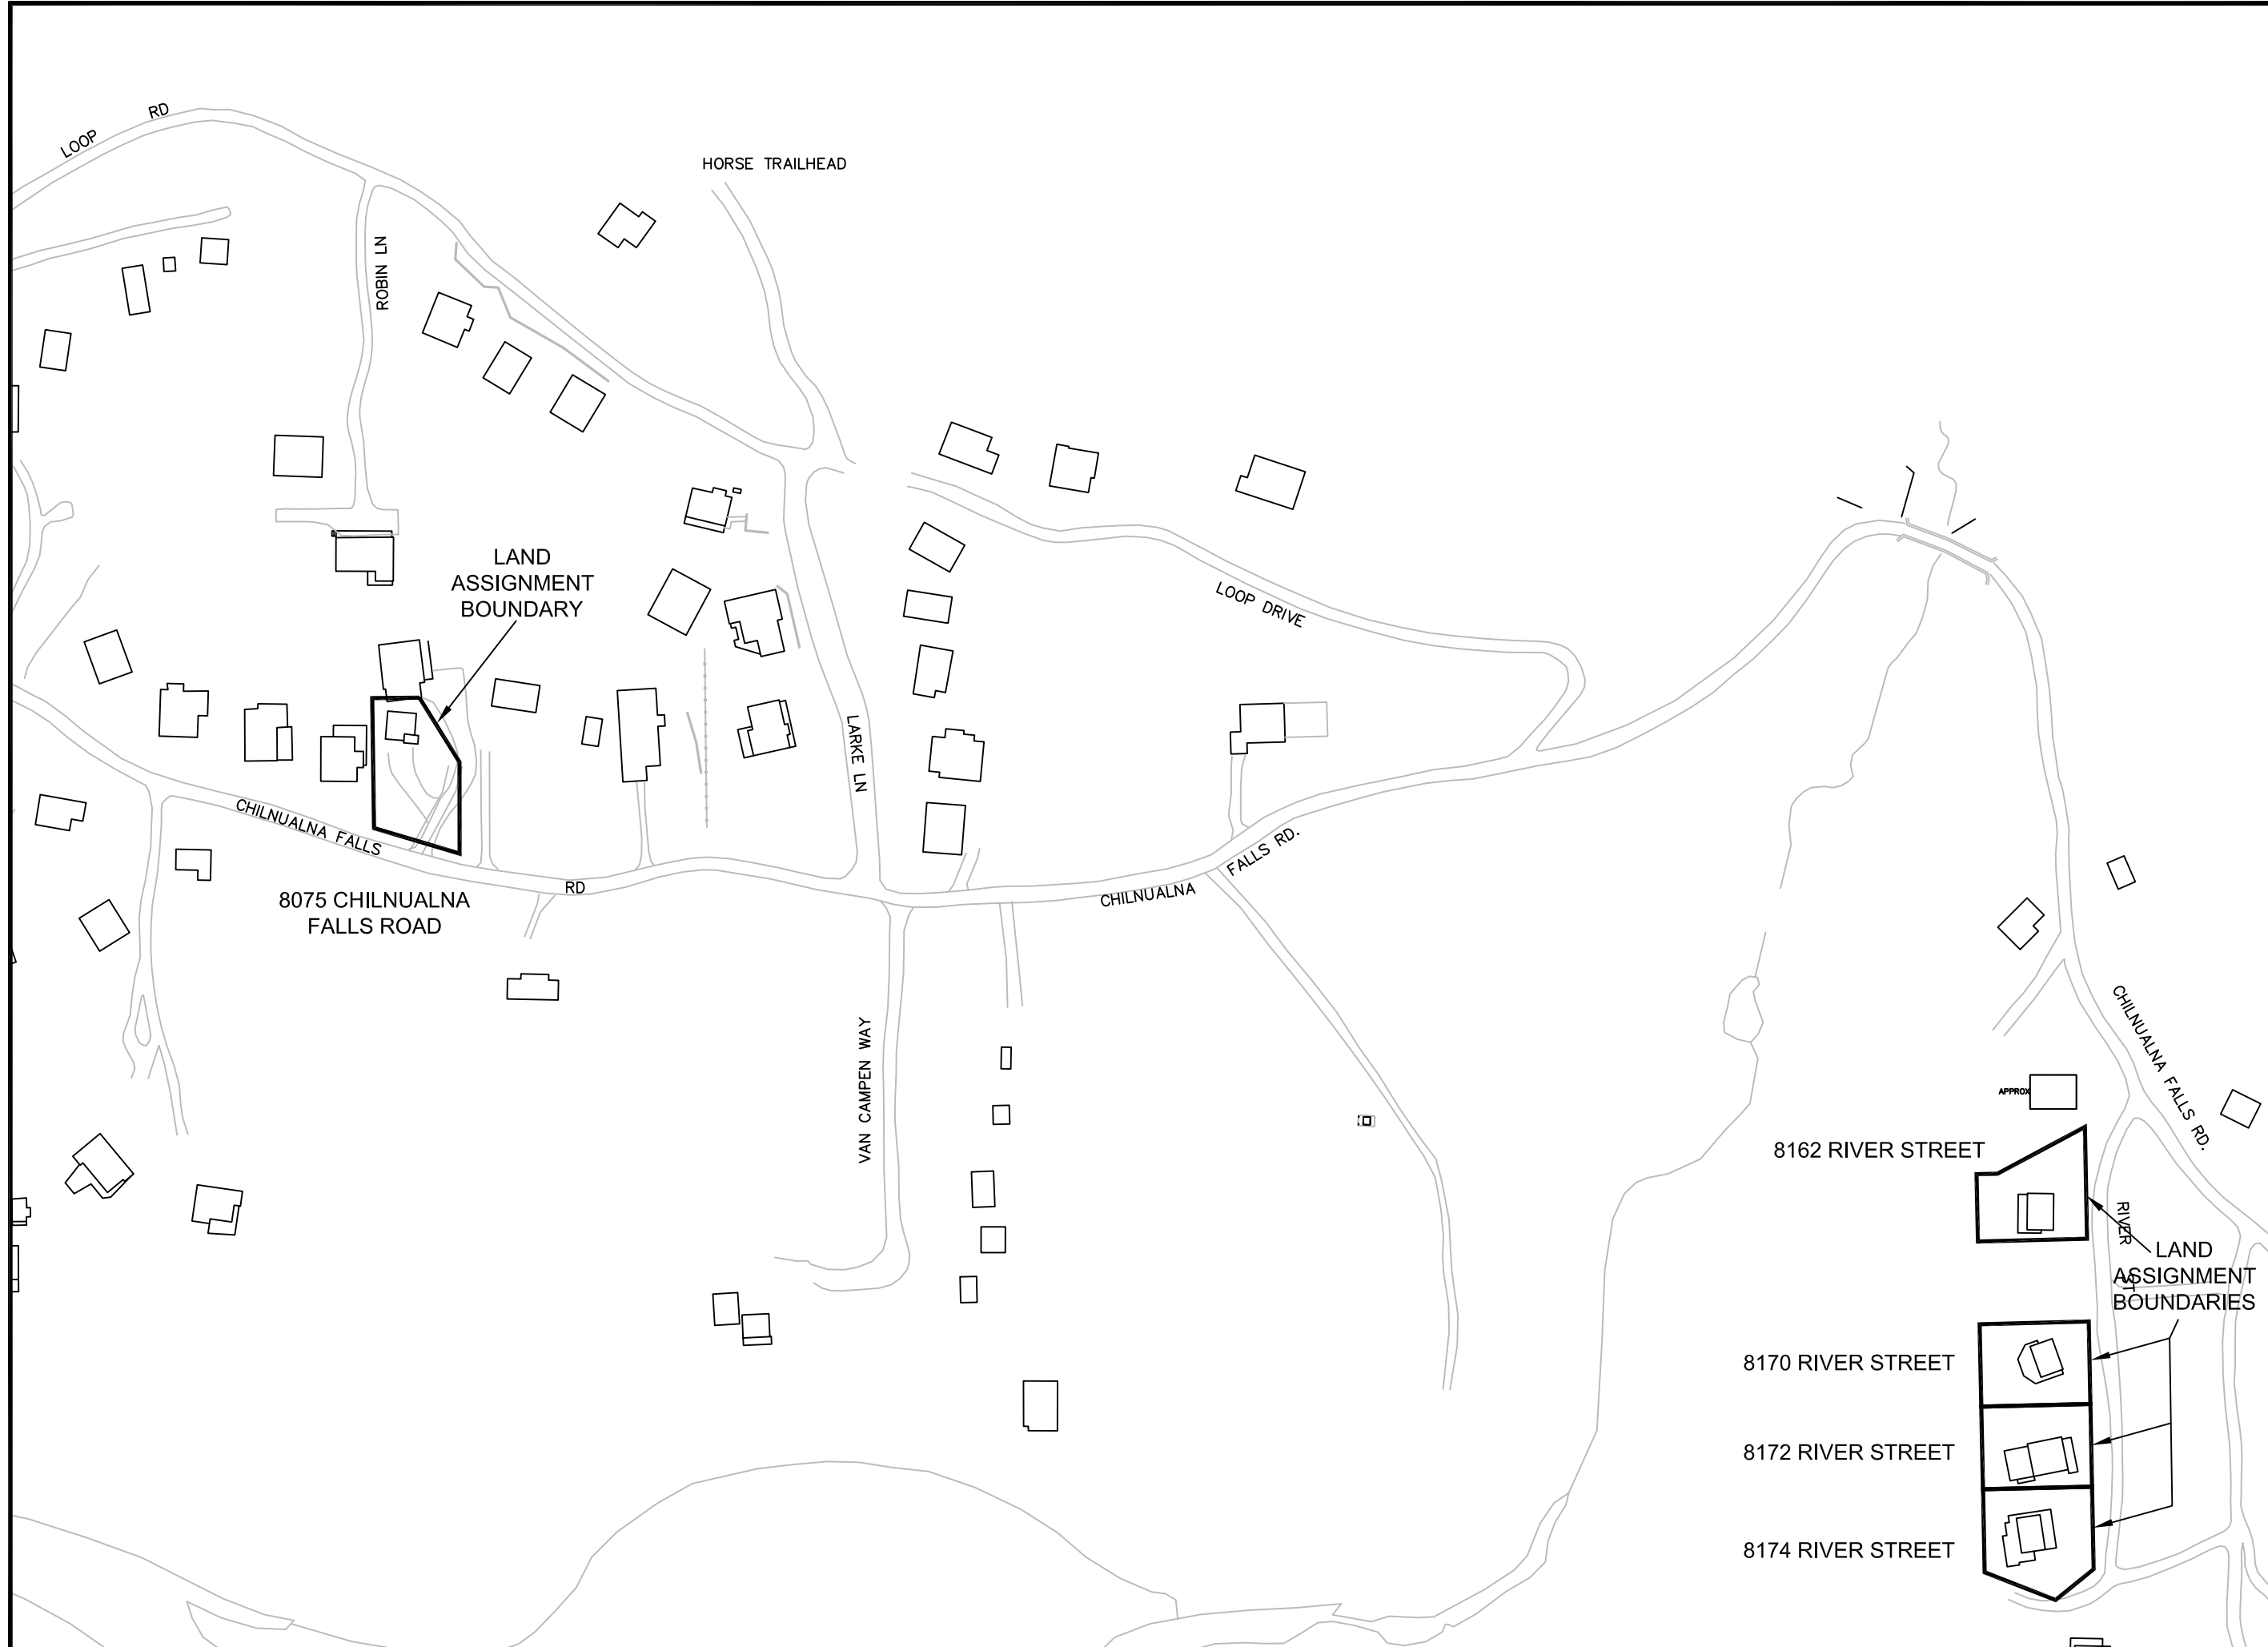 LOOP RD
HORSE TRAILHEAD
ROBIN LN
LAND
ASSIGNMENT
BOUNDARY
LOOP DRIVE
LARKE LN
CHILNUALNA FALLS RD
FALLS RD.
CHILNUALNA
8075 CHILNUALNA
FALLS ROAD
VAN CAMPEN WAY
CHILNUALNA FALLS RD.
APPROX
8162 RIVER STREET
RIVER ST
LAND
ASSIGNMENT
BOUNDARIES
8170 RIVER STREET
8172 RIVER STREET
8174 RIVER STREET